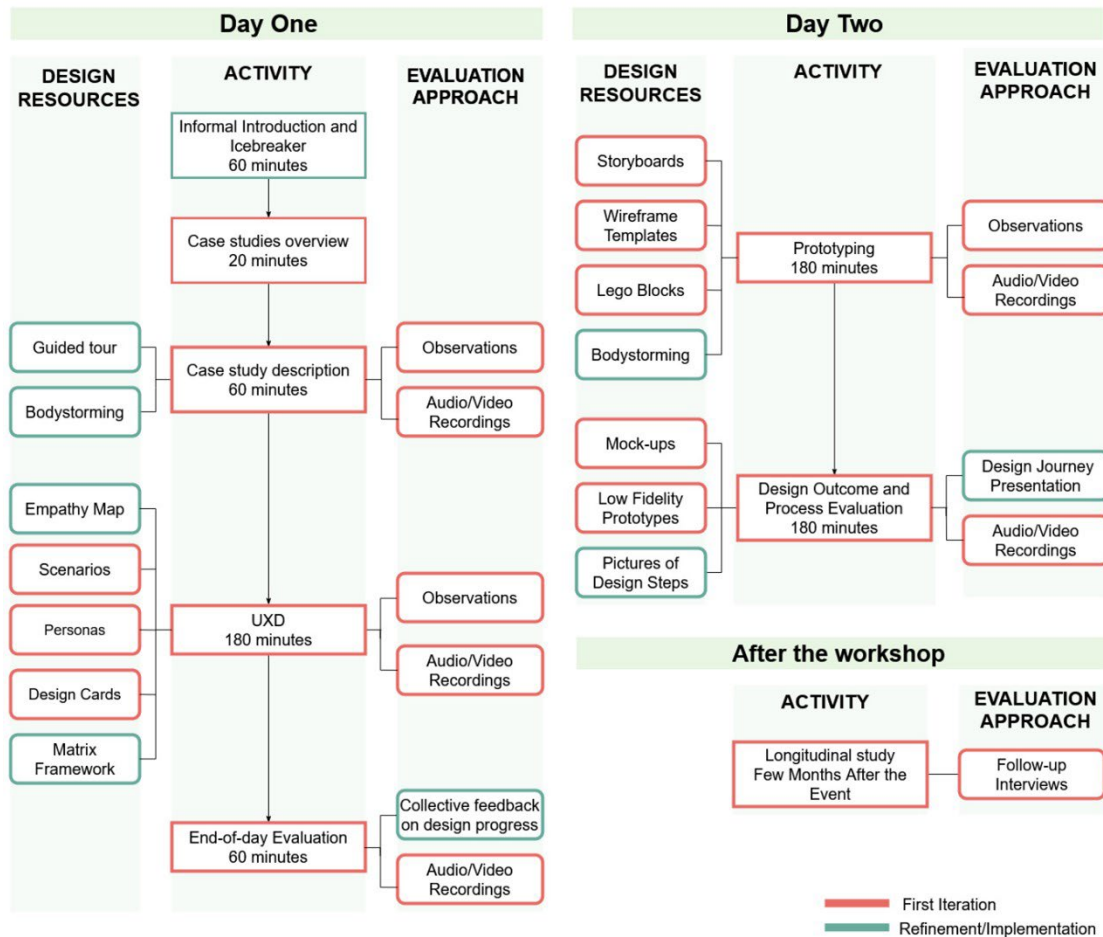 Day One
DESIGN
RESOURCES
ACTIVITY
EVALUATION
APPROACH
Informal Introduction and
Icebreaker
60 minutes
Case studies overview
20 minutes
Guided tour
Bodystorming
Case study description
60 minutes
Observations
Audio/Video
Recordings
Empathy Map
Scenarios
Personas
Design Cards
Matrix
Framework
UXD
180 minutes
Observations
Audio/Video
Recordings
End-of-day Evaluation
60 minutes
Collective feedback
on design progress
Audio/Video
Recordings
Day Two
DESIGN
RESOURCES
ACTIVITY
EVALUATION
APPROACH
Storyboards
Wireframe
Templates
Lego Blocks
Bodystorming
Prototyping
180 minutes
Observations
Audio/Video
Recordings
Mock-ups
Low Fidelity
Prototypes
Pictures of
Design Steps
Design Outcome and
Process Evaluation
180 minutes
Design Journey
Presentation
Audio/Video
Recordings
After the workshop
ACTIVITY
EVALUATION
APPROACH
Longitudinal study
Few Months After the
Event
Follow-up
Interviews
First Iteration
Refinement/Implementation